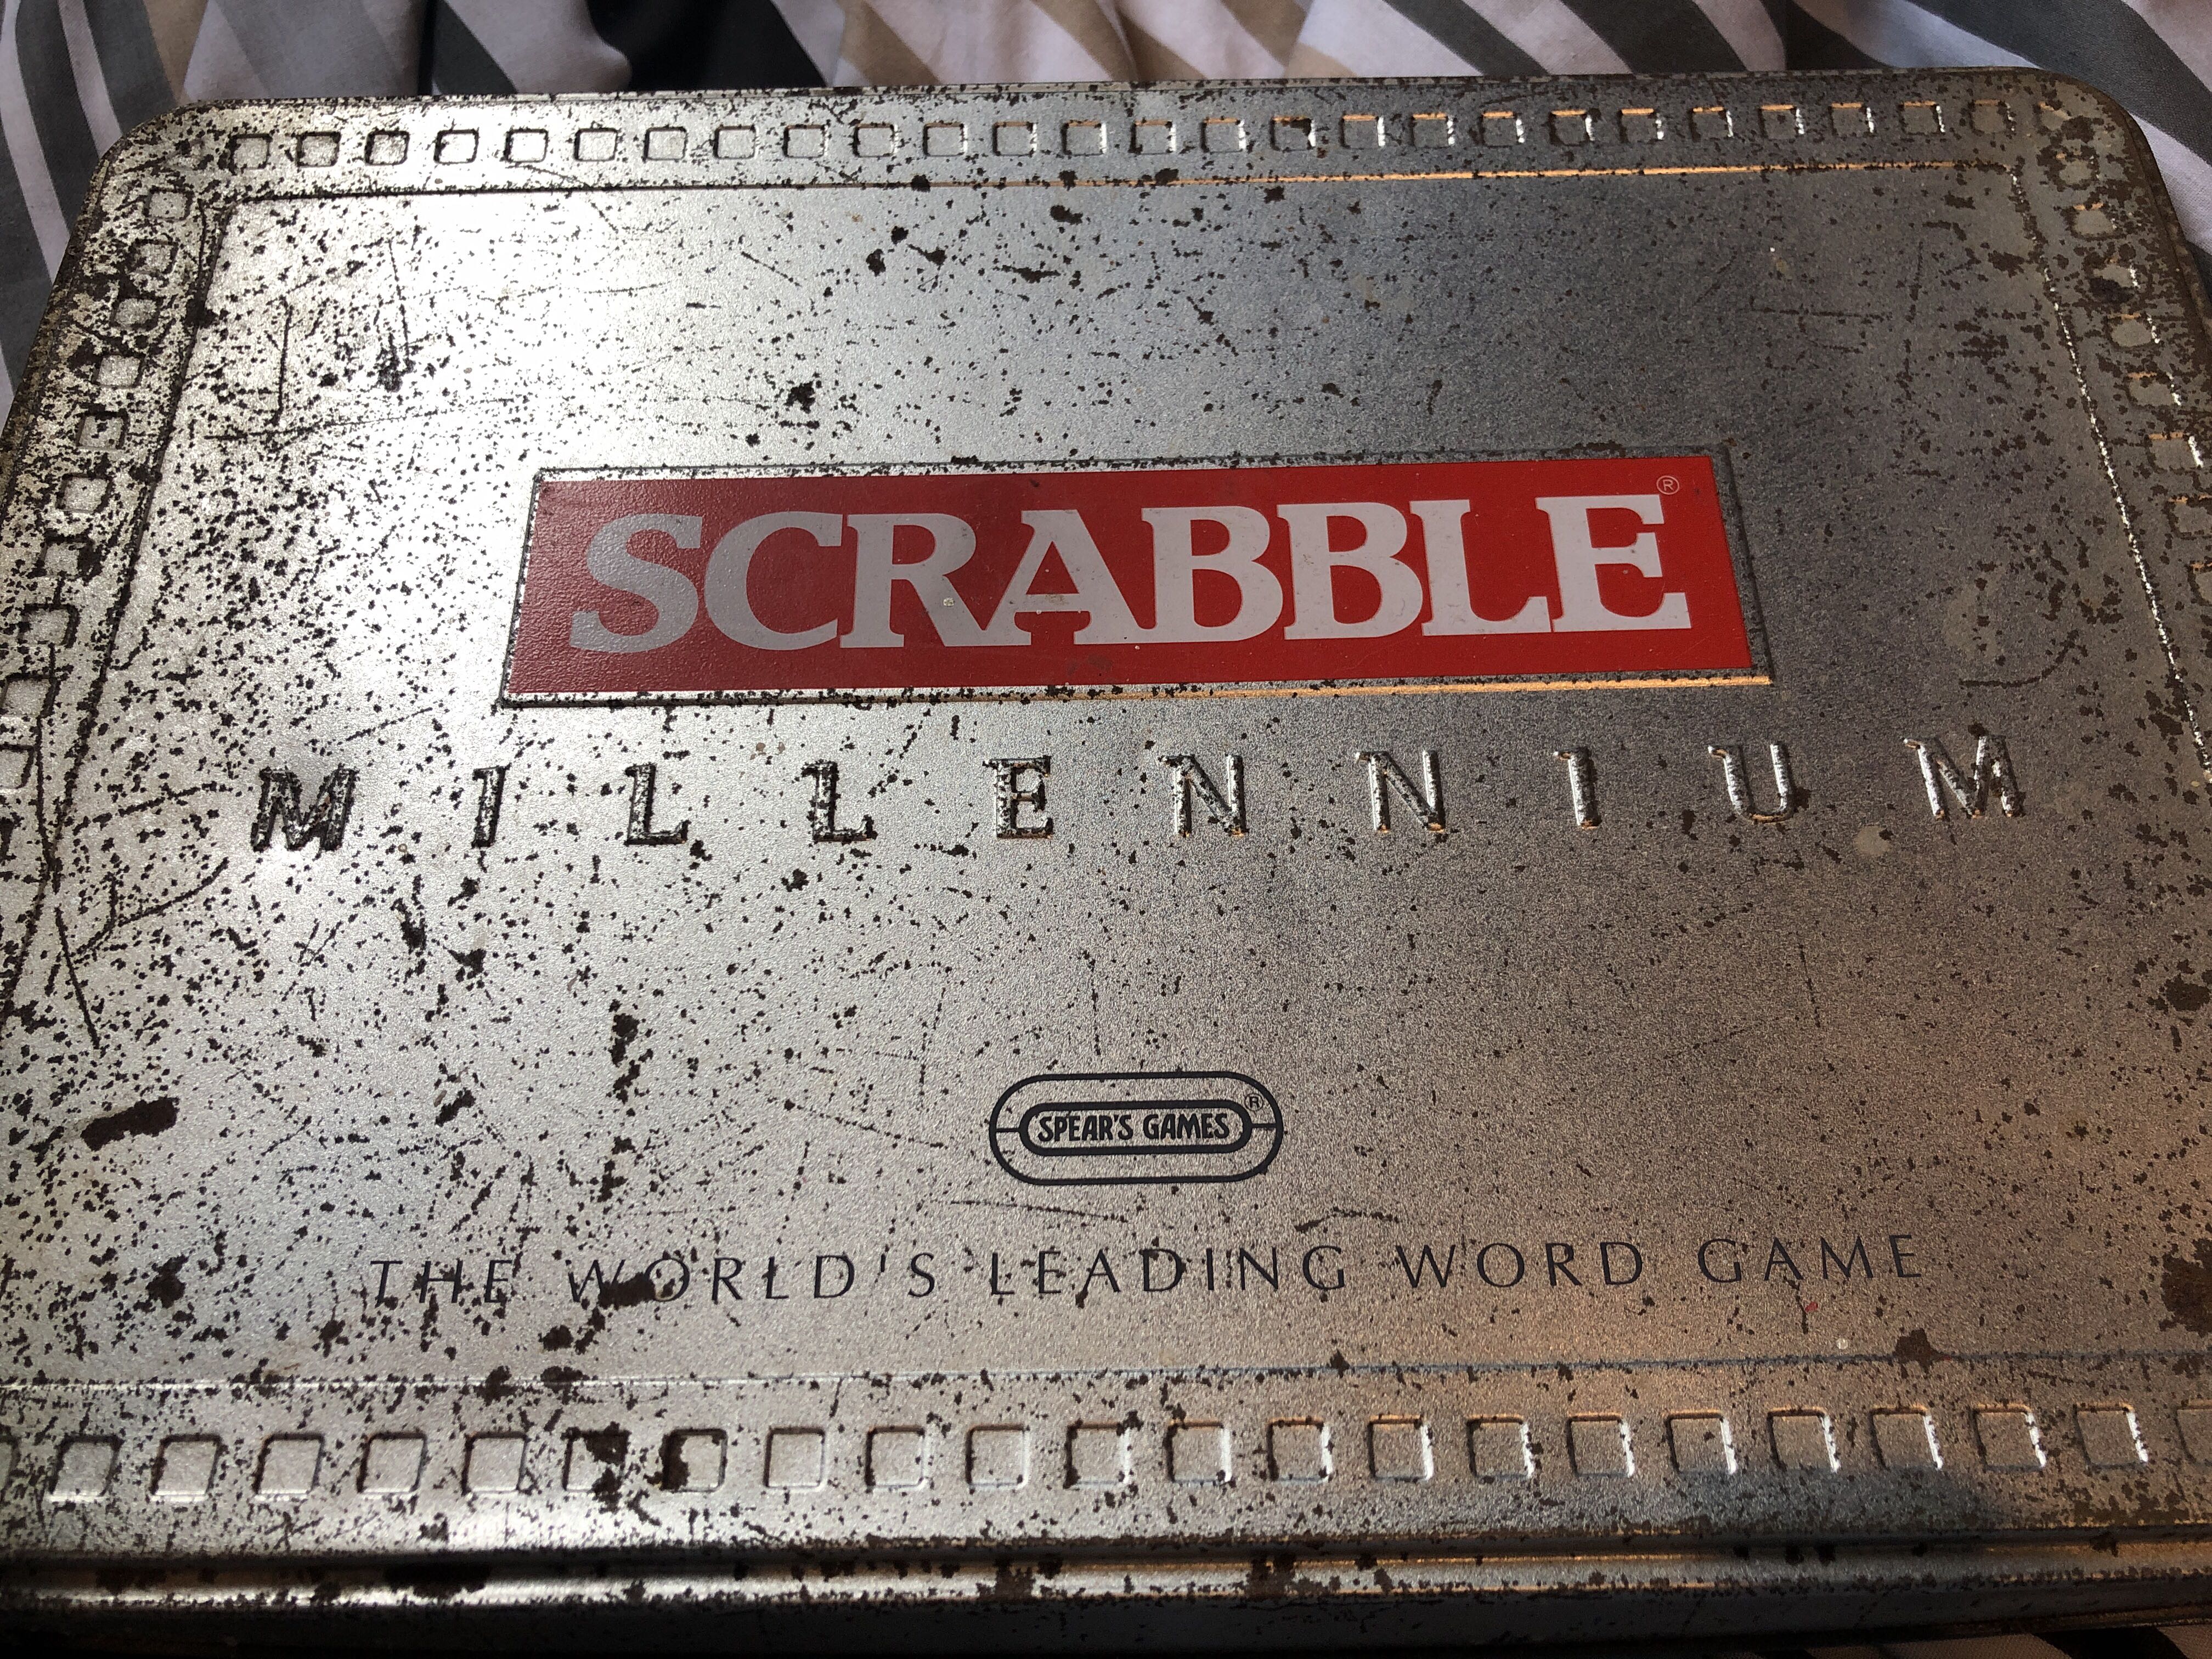 SCRABBLE®
MILLENNIUM
SPEAR'S GAMES®
THE WORLD'S LEADING WORD GAME